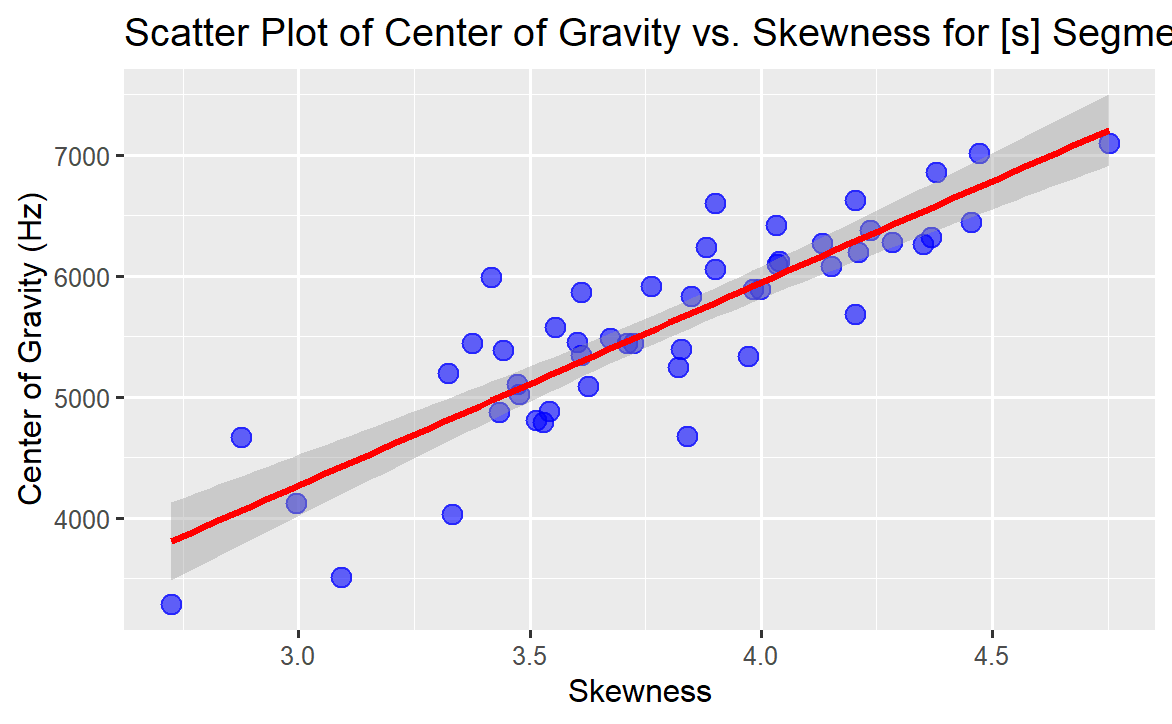 Scatter Plot of Center of Gravity vs. Skewness for [s] Segme
Center of Gravity (Hz)
7000
6000
5000
4000
3.0 3.5 4.0 4.5
Skewness